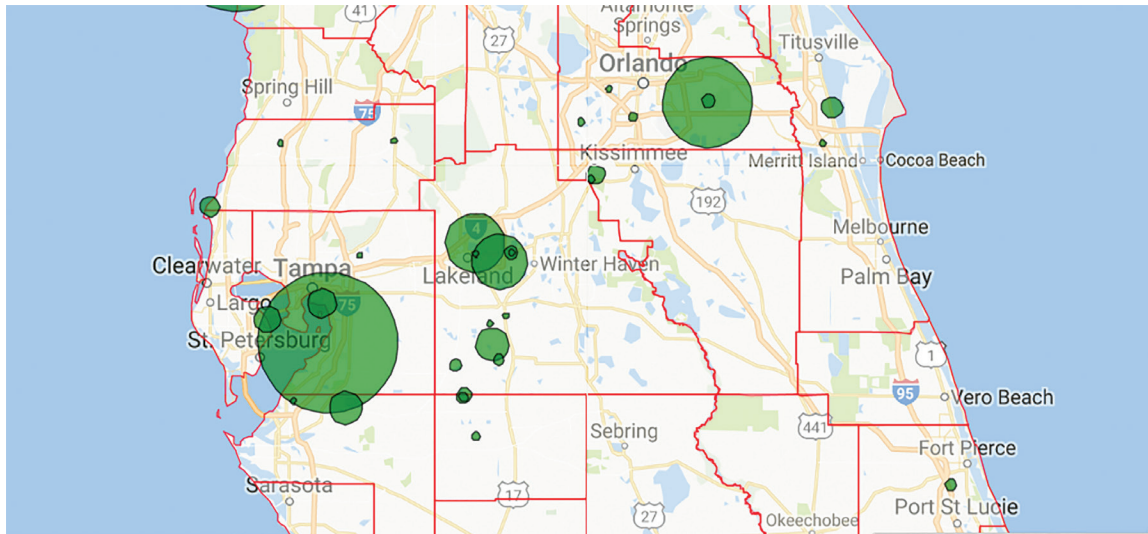 41
27
Altamonte
Springs
Titusville
Orlando
Spring Hill
75
Kissimmee
Merritt Island
Cocoa Beach
192
4
Melbourne
Clearwater
Tampa
Lakeland
Winter Haven
Palm Bay
Largo
75
St. Petersburg
1
95
Vero Beach
441
Sebring
Fort Pierce
Sarasota
17
27
Port St Lucie
Okeechobee